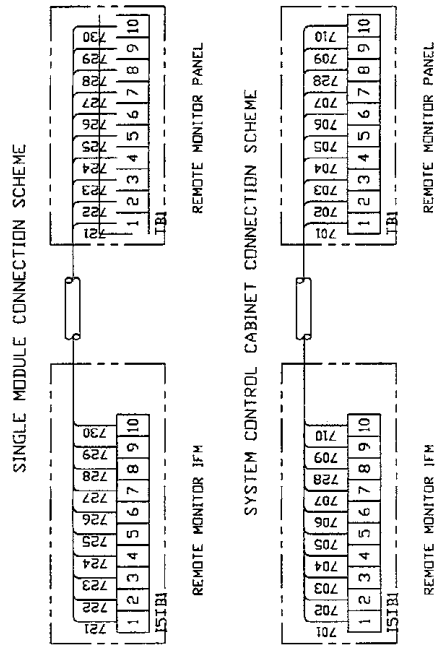 SINGLE MODULE CONNECTION SCHEME
721 722 723 724 725 726 727 728 729 730
1 2 3 4 5 6 7 8 9 10
15TB1
REMOTE MONITOR IFM
721 722 723 724 725 726 727 728 729 730
1 2 3 4 5 6 7 8 9 10
TB1
REMOTE MONITOR PANEL
SYSTEM CONTROL CABINET CONNECTION SCHEME
701 702 703 704 705 706 707 728 709 710
1 2 3 4 5 6 7 8 9 10
15TB1
REMOTE MONITOR IFM
701 702 703 704 705 706 707 728 709 710
1 2 3 4 5 6 7 8 9 10
TB1
REMOTE MONITOR PANEL